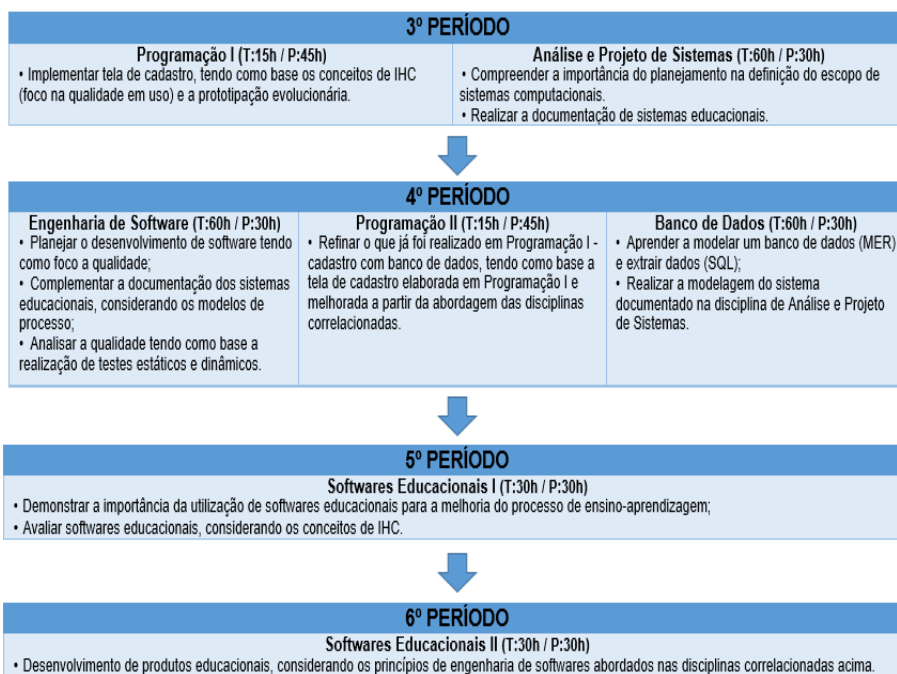 3º PERÍODO
Programação I (T:15h / P:45h)
• Implementar tela de cadastro, tendo como base os conceitos de IHC
(foco na qualidade em uso) e a prototipação evolucionária.
Análise e Projeto de Sistemas (T:60h / P:30h)
• Compreender a importância do planejamento na definição do escopo de
sistemas computacionais.
• Realizar a documentação de sistemas educacionais.
4º PERÍODO
Engenharia de Software (T:60h / P:30h)
• Planejar o desenvolvimento de software tendo
como foco a qualidade;
• Complementar a documentação dos sistemas
educacionais, considerando os modelos de
processo;
• Analisar a qualidade tendo como base a
realização de testes estáticos e dinâmicos.
Programação II (T:15h / P:45h)
• Refinar o que já foi realizado em Programação I -
cadastro com banco de dados, tendo como base a
tela de cadastro elaborada em Programação I e
melhorada a partir da abordagem das disciplinas
correlacionadas.
Banco de Dados (T:60h / P:30h)
• Aprender a modelar um banco de dados (MER)
e extrair dados (SQL);
• Realizar a modelagem do sistema
documentado na disciplina de Análise e Projeto
de Sistemas.
5º PERÍODO
Softwares Educacionais I (T:30h / P:30h)
• Demonstrar a importância da utilização de softwares educacionais para a melhoria do processo de ensino-aprendizagem;
• Avaliar softwares educacionais, considerando os conceitos de IHC.
6º PERÍODO
Softwares Educacionais II (T:30h / P:30h)
• Desenvolvimento de produtos educacionais, considerando os princípios de engenharia de softwares abordados nas disciplinas correlacionadas acima.